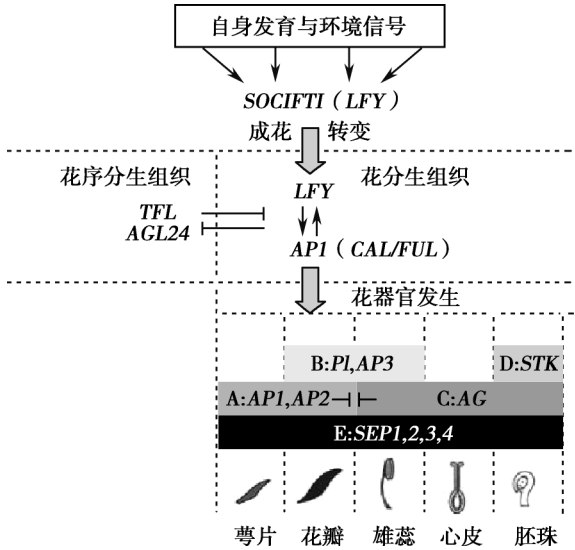 自身发育与环境信号
SOCIFTI（LFY）
成花 转变
花序分生组织 花分生组织
LFY
TFL
AGL24
AP1（CAL/FUL）
花器官发生
B:Pl,AP3 D:STK
A:AP1,AP2 C:AG
E:SEP1,2,3,4
萼片 花瓣 雄蕊 心皮 胚珠